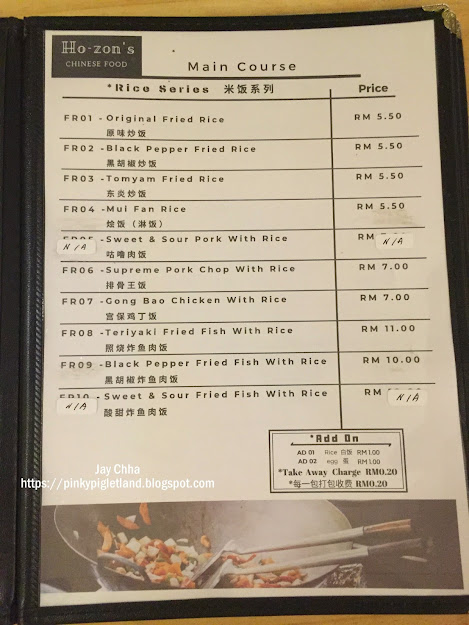 Ho-zon's
CHINESE FOOD
Main Course
*Rice Series 米饭系列 Price
FR01 - Original Fried Rice RM 5.50
原味炒饭
FR02 - Black Pepper Fried Rice RM 5.50
黑胡椒炒饭
FR03 - Tomyam Fried Rice RM 5.50
东炎炒饭
FR04 - Mui Fan Rice RM 5.50
烩饭（淋饭）
N/A - Sweet & Sour Pork With Rice RM N/A
咕噜肉饭
FR06 - Supreme Pork Chop With Rice RM 7.00
排骨王饭
FR07 - Gong Bao Chicken With Rice RM 7.00
宫保鸡丁饭
FR08 - Teriyaki Fried Fish With Rice RM 11.00
照烧炸鱼肉饭
FR09 - Black Pepper Fried Fish With Rice RM 10.00
黑胡椒炸鱼肉饭
FR10 - Sweet & Sour Fried Fish With Rice RM N/A
N/A 酸甜炸鱼肉饭
*Add On
AD 01 Rice 白饭 RM 1.00
AD 02 egg 蛋 RM 1.00
*Take Away Charge RM0.20
*每一包打包收费 RM0.20
Jay Chha
https://pinkypigletland.blogspot.com